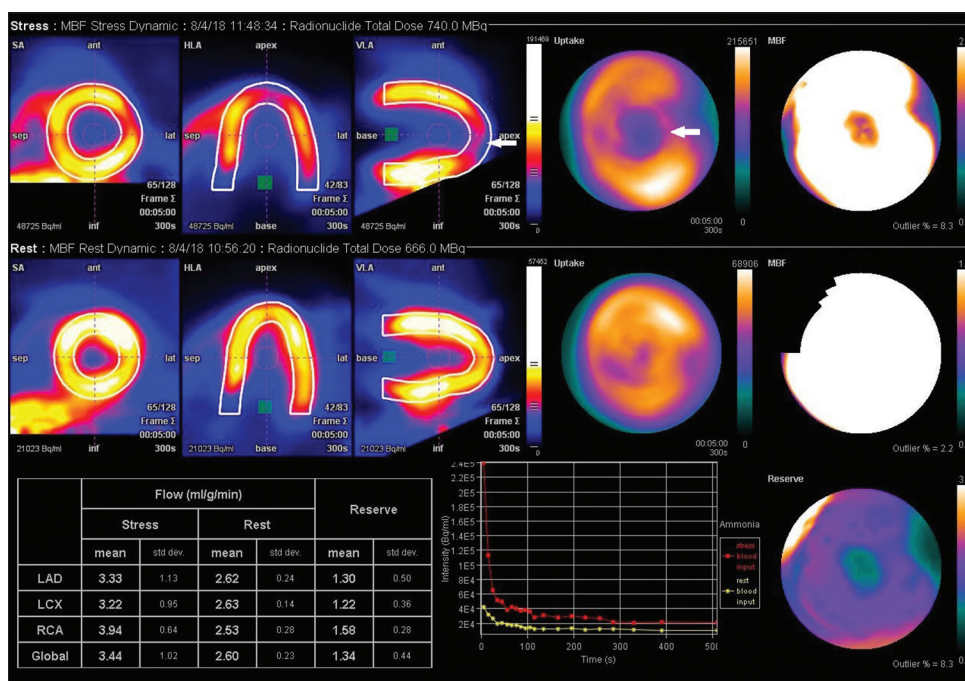 Stress : MBF Stress Dynamic : 8/4/18 11:48:34 : Radionuclide Total Dose 740.0 MBq
SA ant
sep lat
65/128
Frame Σ
00:05:00
48725 Bq/ml inf 300s
HLA apex
42/83
Frame Σ
00:05:00
48725 Bq/ml base 300s
VLA ant
base apex
65/128
Frame Σ
00:05:00
48725 Bq/ml inf 300s
191469
0
Uptake
00:05:00
300s
215651
0
MBF
2
0
Outlier % = 8.3
Rest : MBF Rest Dynamic : 8/4/18 10:56:20 : Radionuclide Total Dose 666.0 MBq
SA ant
sep lat
65/128
Frame Σ
00:05:00
21023 Bq/ml inf 300s
HLA apex
sep lat
42/83
Frame Σ
00:05:00
21023 Bq/ml base 300s
VLA ant
base apex
65/128
Frame Σ
00:05:00
21023 Bq/ml inf 300s
57462
0
Uptake
00:05:00
300s
68906
0
MBF
1
0
Outlier % = 2.2
Flow (ml/g/min) Reserve
Stress Rest
mean std dev. mean std dev. mean std dev.
LAD 3.33 1.13 2.62 0.24 1.30 0.50
LCX 3.22 0.95 2.63 0.14 1.22 0.36
RCA 3.94 0.64 2.53 0.28 1.58 0.28
Global 3.44 1.02 2.60 0.23 1.34 0.44
Intensity (Bq/ml)
2.4E5
2.2E5
2E5
1.8E5
1.6E5
1.4E5
1.2E5
1E5
8E4
6E4
4E4
2E4
0 100 200 300 400 500
Time (s)
Ammonia
stress
blood
input
rest
blood
input
Reserve
3
0
Outlier % = 8.3